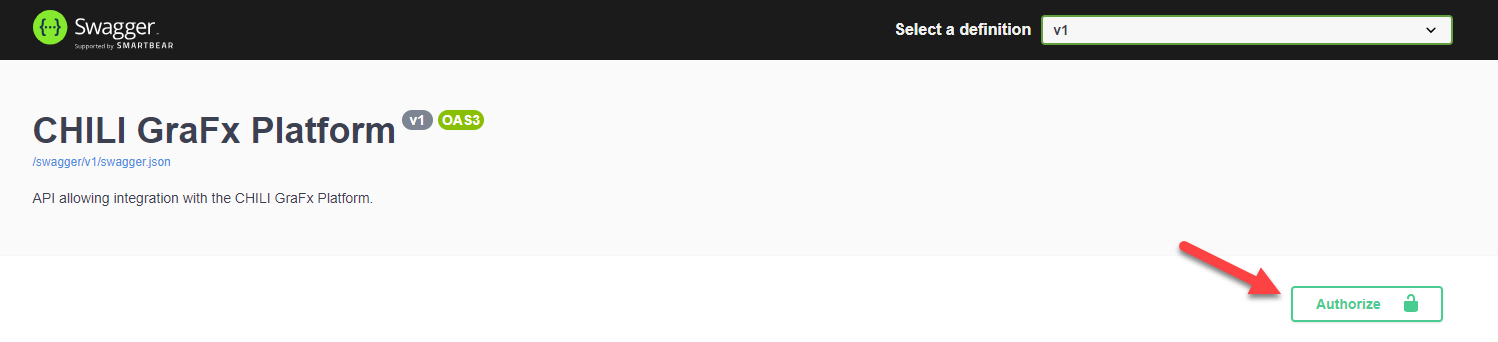 {···} Swagger.
Supported by SMARTBEAR
Select a definition v1
CHILI GraFx Platform v1 OAS3
/swagger/v1/swagger.json
API allowing integration with the CHILI GraFx Platform.
Authorize